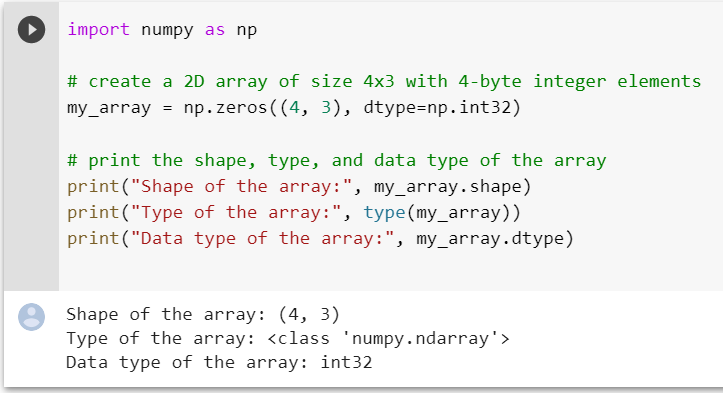 import numpy as np
# create a 2D array of size 4x3 with 4-byte integer elements
my_array = np.zeros((4, 3), dtype=np.int32)
# print the shape, type, and data type of the array
print("Shape of the array:", my_array.shape)
print("Type of the array:", type(my_array))
print("Data type of the array:", my_array.dtype)
Shape of the array: (4, 3)
Type of the array: <class 'numpy.ndarray'>
Data type of the array: int32